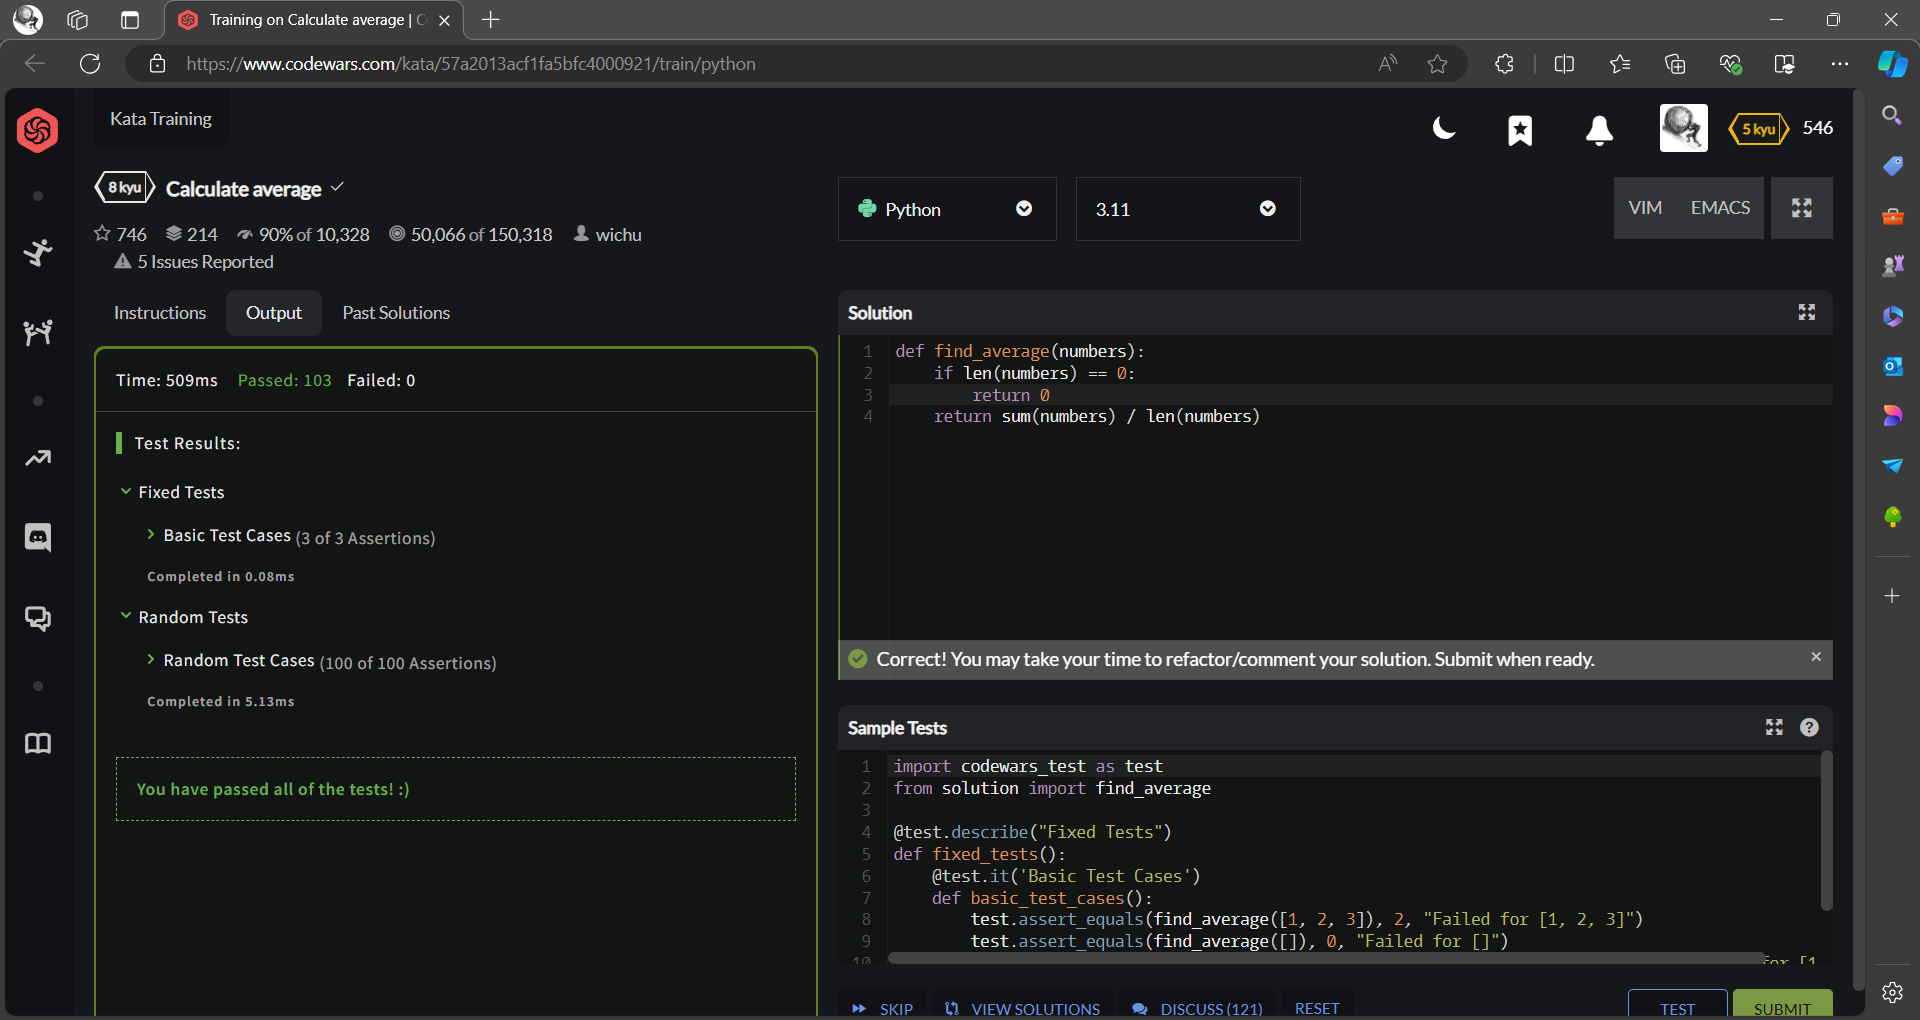 Training on Calculate average | C
https://www.codewars.com/kata/57a2013acf1fa5bfc4000921/train/python
Kata Training
5 kyu 546
8 kyu Calculate average
746 214 90% of 10,328 50,066 of 150,318 wichu
5 Issues Reported
Python 3.11 VIM EMACS
Instructions Output Past Solutions
Time: 509ms Passed: 103 Failed: 0
Test Results:
Fixed Tests
Basic Test Cases (3 of 3 Assertions)
Completed in 0.08ms
Random Tests
Random Test Cases (100 of 100 Assertions)
Completed in 5.13ms
You have passed all of the tests! :)
Solution
1 def find_average(numbers):
2 if len(numbers) == 0:
3 return 0
4 return sum(numbers) / len(numbers)
Correct! You may take your time to refactor/comment your solution. Submit when ready.
Sample Tests
1 import codewars_test as test
2 from solution import find_average
3
4 @test.describe("Fixed Tests")
5 def fixed_tests():
6 @test.it('Basic Test Cases')
7 def basic_test_cases():
8 test.assert_equals(find_average([1, 2, 3]), 2, "Failed for [1, 2, 3]")
9 test.assert_equals(find_average([]), 0, "Failed for []")
10 for [1
SKIP VIEW SOLUTIONS DISCUSS (121) RESET TEST SUBMIT